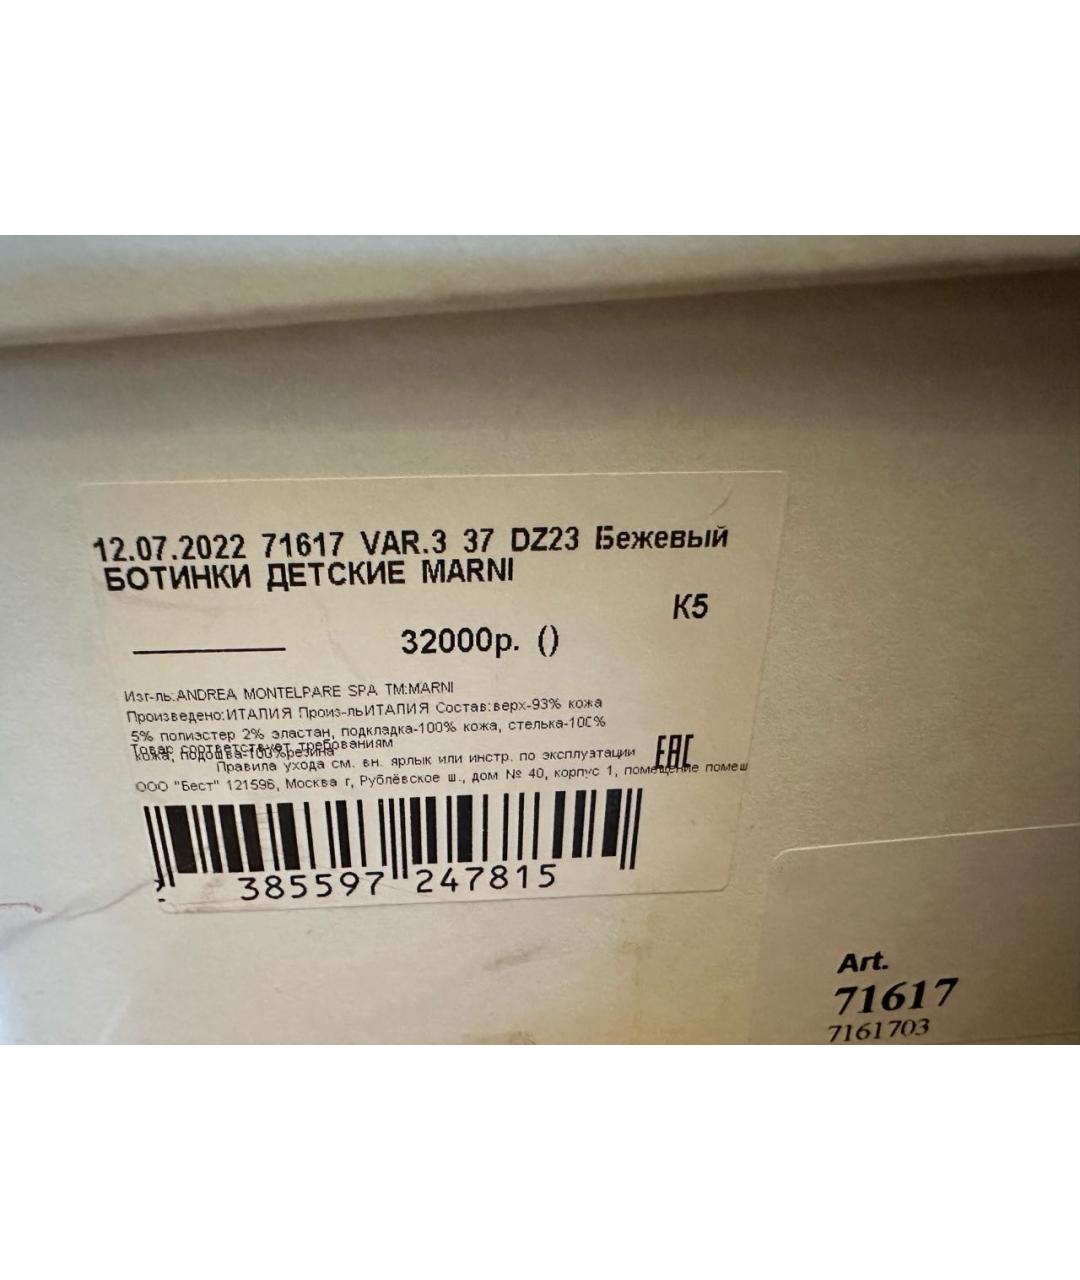 12.07.2022 71617 VAR.3 37 DZ23 Бежевый
БОТИНКИ ДЕТСКИЕ MARNI
К5
32000р. ()
Изг-ль:ANDREA MONTELPARE SPA TM:MARNI
Произведено:ИТАЛИЯ Произ-льИТАЛИЯ Состав:верх-93% кожа
5% полиэстер 2% эластан, подкладка-100% кожа, стелька-100%
Товар соответствует требованиям
кожа, подошва-100%резина
Правила ухода см. вн. ярлык или инстр. по эксплуэтации
EAC
ООО "Бест" 121596, Москва г, Рублёвское ш., дом № 40, корпус 1, помещение помещ
385597 247815
Art.
71617
7161703